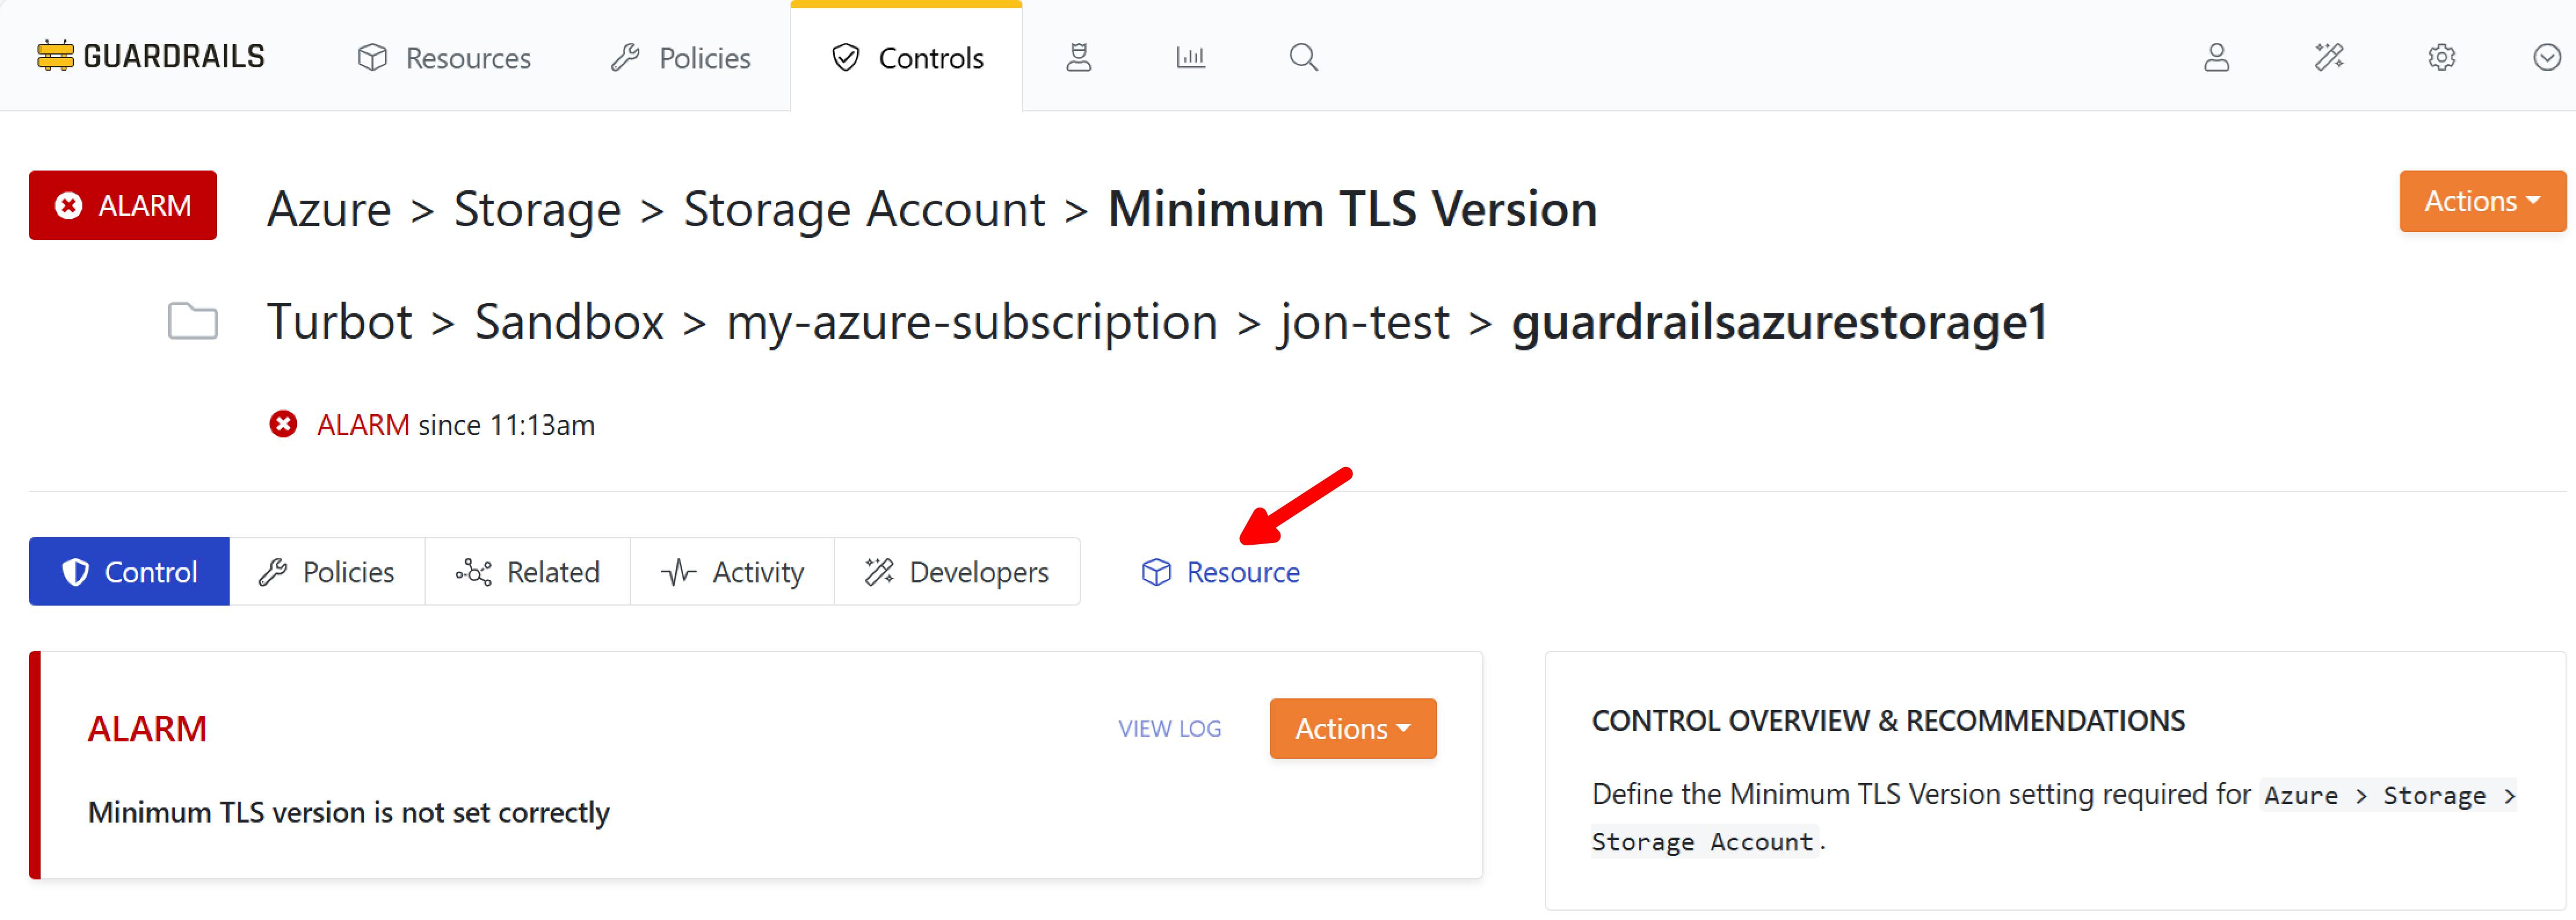 GUARDRAILS Resources Policies Controls
ALARM Azure > Storage > Storage Account > Minimum TLS Version Actions
Turbot > Sandbox > my-azure-subscription > jon-test > guardrailsazurestorage1
ALARM since 11:13am
Control Policies Related Activity Developers Resource
ALARM VIEW LOG Actions
Minimum TLS version is not set correctly
CONTROL OVERVIEW & RECOMMENDATIONS
Define the Minimum TLS Version setting required for Azure > Storage >
Storage Account.